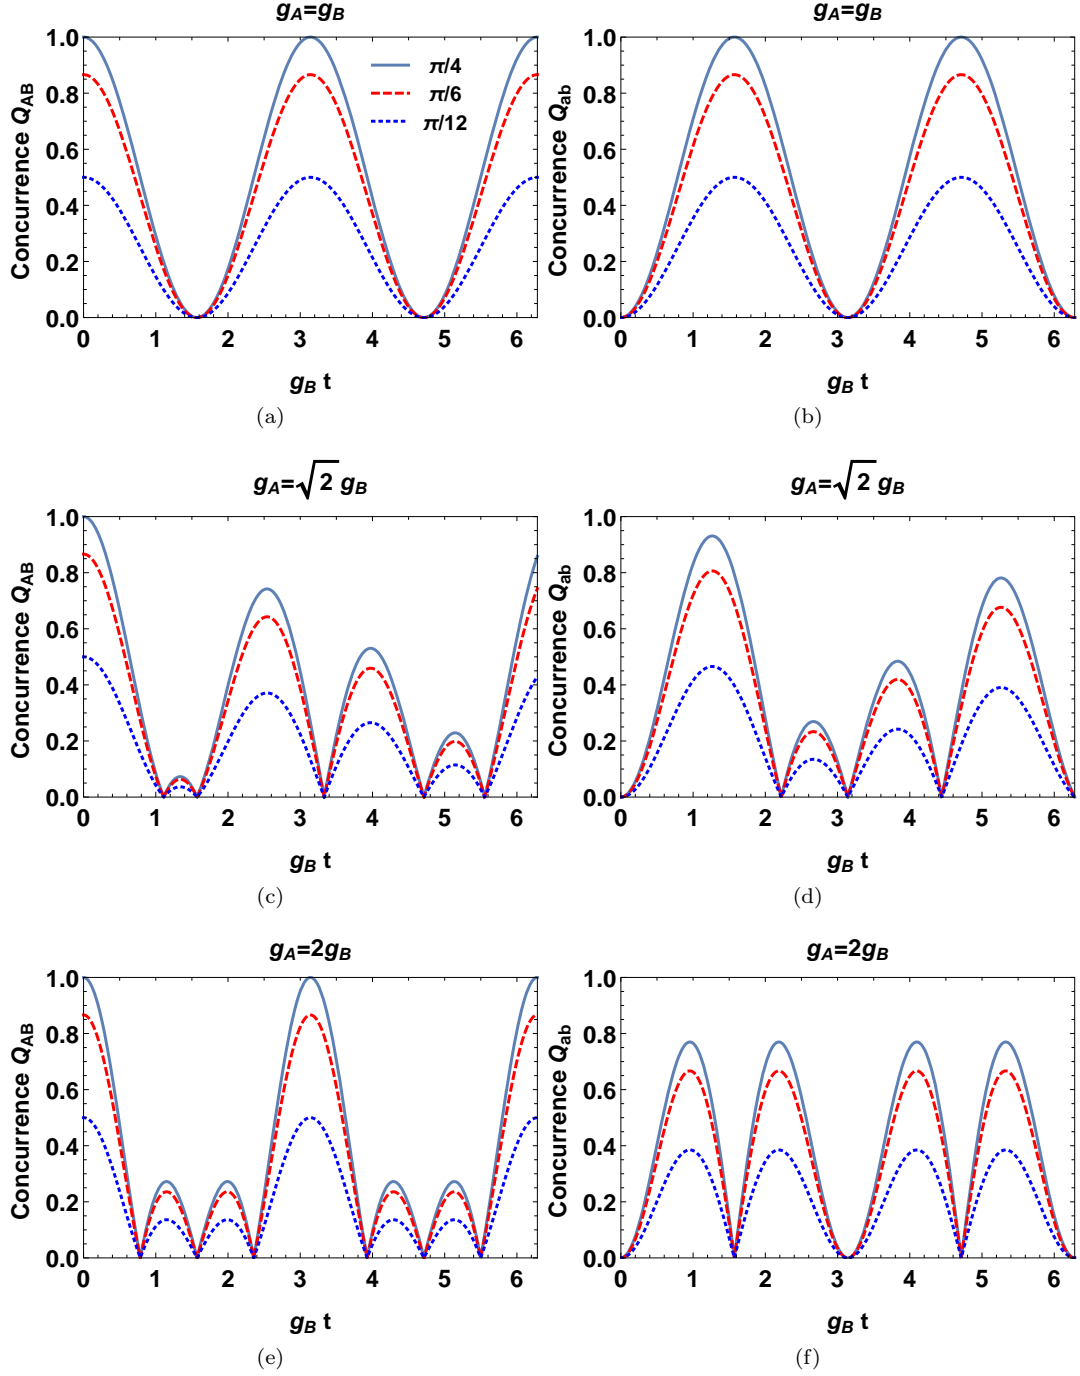 g_A=g_B
1.0
0.8
0.6
0.4
0.2
0.0
0 1 2 3 4 5 6
Concurrence Q_AB
g_B t
π/4
π/6
π/12
(a)
g_A=g_B
1.0
0.8
0.6
0.4
0.2
0.0
0 1 2 3 4 5 6
Concurrence Q_ab
g_B t
(b)
g_A=√2 g_B
1.0
0.8
0.6
0.4
0.2
0.0
0 1 2 3 4 5 6
Concurrence Q_AB
g_B t
(c)
g_A=√2 g_B
1.0
0.8
0.6
0.4
0.2
0.0
0 1 2 3 4 5 6
Concurrence Q_ab
g_B t
(d)
g_A=2g_B
1.0
0.8
0.6
0.4
0.2
0.0
0 1 2 3 4 5 6
Concurrence Q_AB
g_B t
(e)
g_A=2g_B
1.0
0.8
0.6
0.4
0.2
0.0
0 1 2 3 4 5 6
Concurrence Q_ab
g_B t
(f)